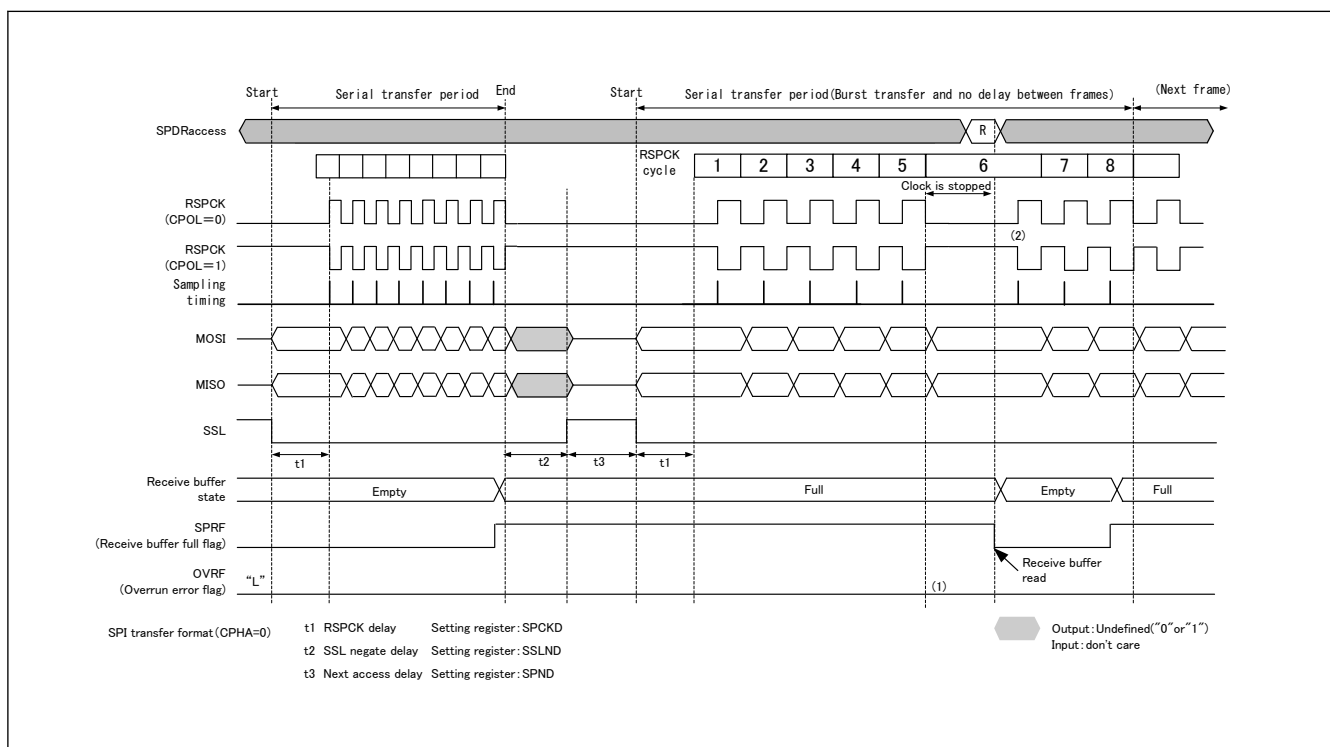 Start Serial transfer period End Start Serial transfer period(Burst transfer and no delay between frames) (Next frame)
SPDRaccess R
RSPCK
cycle
1 2 3 4 5 6 7 8
Clock is stopped
RSPCK
(CPOL=0)
(2)
RSPCK
(CPOL=1)
Sampling
timing
MOSI
MISO
SSL
t1 t2 t3 t1
Receive buffer
state
Empty Full Empty Full
SPRF
(Receive buffer full flag)
Receive buffer
read
OVRF
(Overrun error flag)
"L" (1)
SPI transfer format(CPHA=0)
t1 RSPCK delay Setting register:SPCKD
t2 SSL negate delay Setting register:SSLND
t3 Next access delay Setting register:SPND
Output:Undefined("0"or"1")
Input:don't care